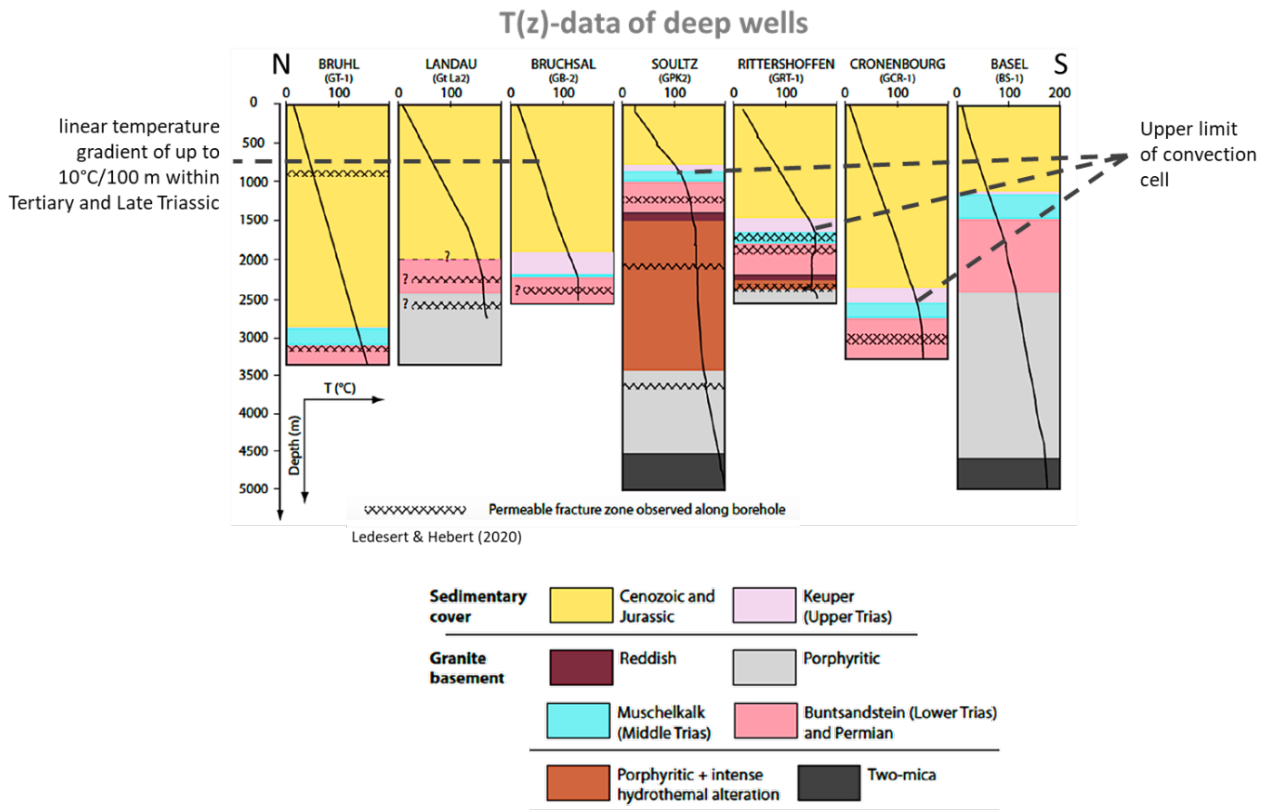 T(z)-data of deep wells
N
BRUHL
(GT-1)
LANDAU
(Gt La2)
BRUCHSAL
(GB-2)
SOULTZ
(GPK2)
RITTERSHOFFEN
(GRT-1)
CRONENBOURG
(GCR-1)
BASEL
(BS-1)
S
0 100
0 100
0 100
0 100
0 100
0 100
0 100 200
0
500
1000
1500
2000
2500
3000
3500
4000
4500
5000
linear temperature
gradient of up to
10°C/100 m within
Tertiary and Late Triassic
Upper limit
of convection
cell
?
?
?
?
T (°C)
Depth (m)
Permeable fracture zone observed along borehole
Ledesert & Hebert (2020)
Sedimentary
cover
Cenozoic and
Jurassic
Keuper
(Upper Trias)
Granite
basement
Reddish
Porphyritic
Muschelkalk
(Middle Trias)
Buntsandstein (Lower Trias)
and Permian
Porphyritic + intense
hydrothemal alteration
Two-mica